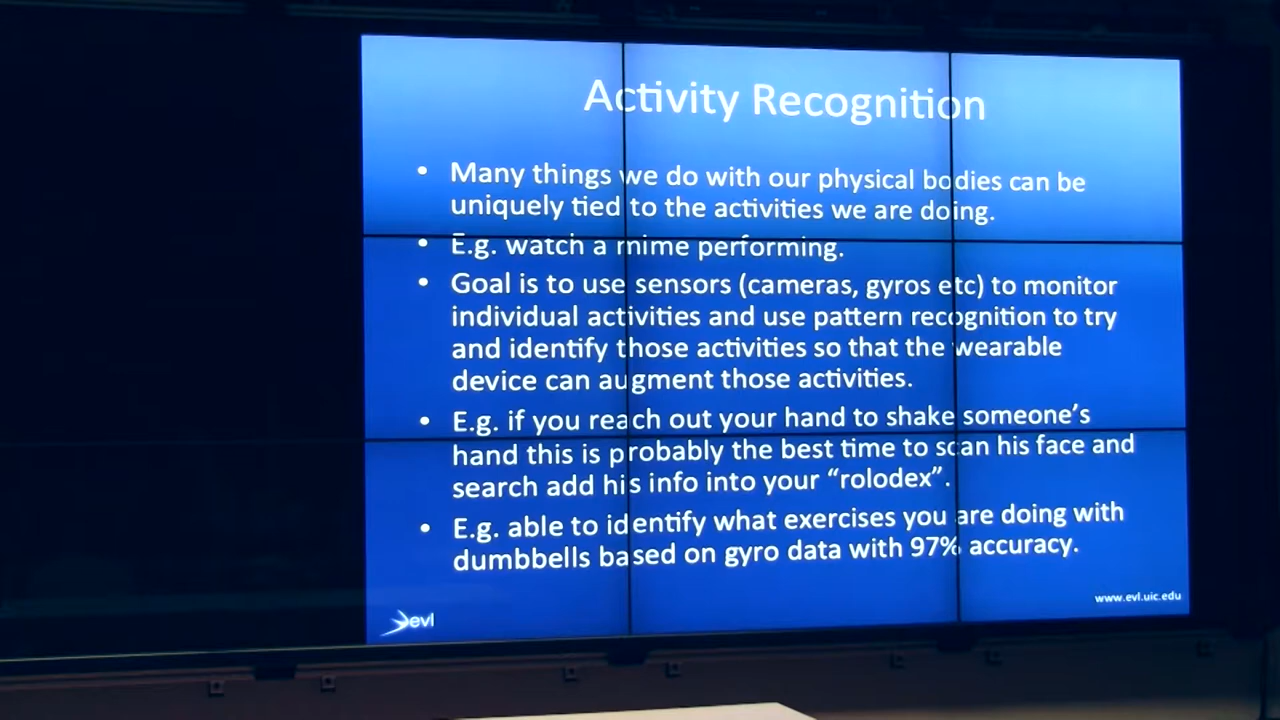 Activity Recognition
• Many things we do with our physical bodies can be
uniquely tied to the activities we are doing.
• E.g. watch a mime performing.
• Goal is to use sensors (cameras, gyros etc) to monitor
individual activities and use pattern recognition to try
and identify those activities so that the wearable
device can augment those activities.
• E.g. if you reach out your hand to shake someone’s
hand this is probably the best time to scan his face and
search add his info into your “rolodex”.
• E.g. able to identify what exercises you are doing with
dumbbells based on gyro data with 97% accuracy.
www.evl.uic.edu
evl